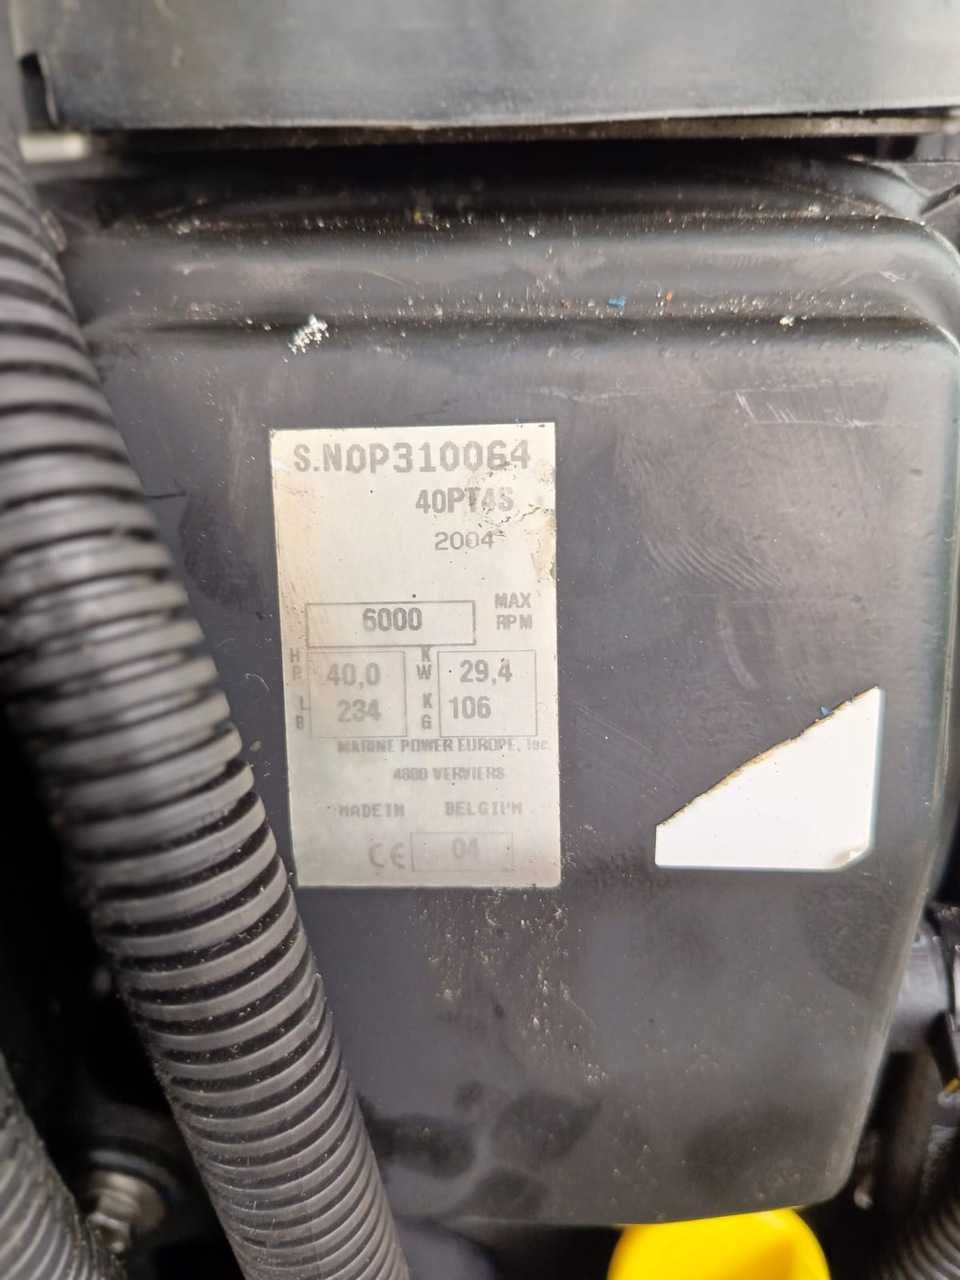 S.N0P310064
40PT4S
2004
6000 MAX RPM
HP 40,0 KW 29,4
LB 234 KG 106
MARINE POWER EUROPE, Inc.
4800 VERVIERS
MADE IN BELGIUM
CE 04